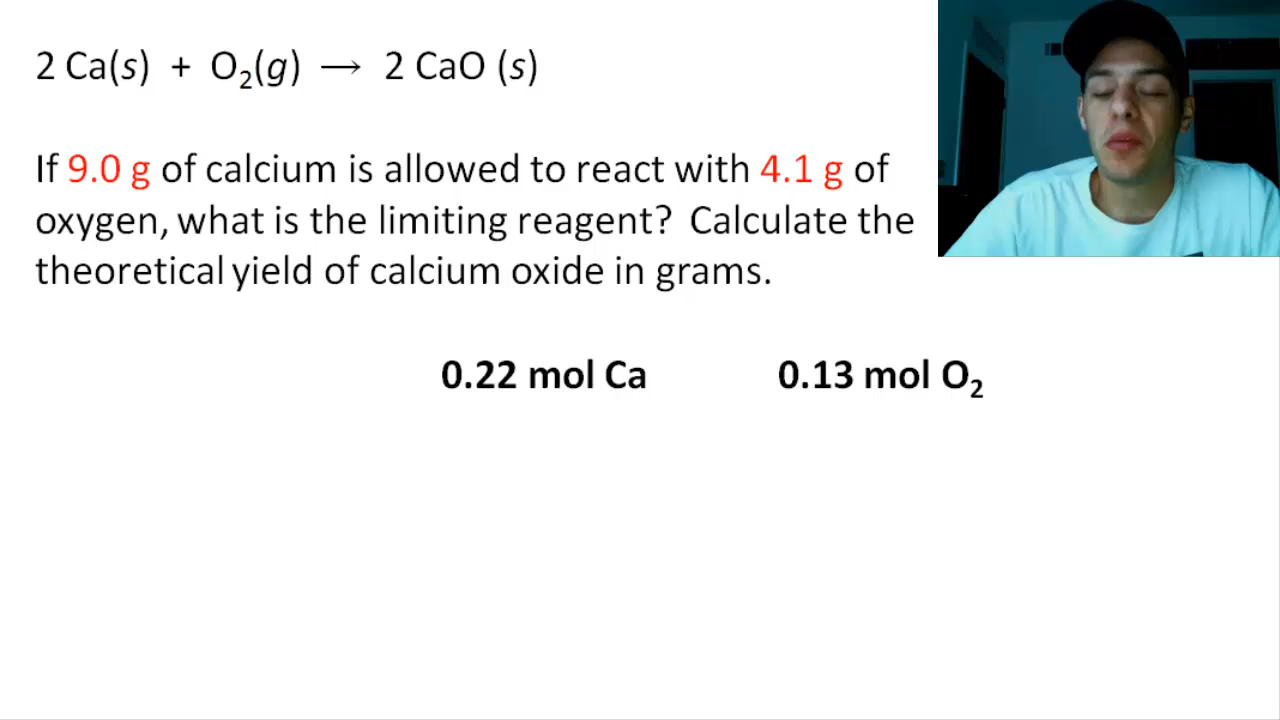 2 Ca(s) + O₂(g) → 2 CaO (s)
If 9.0 g of calcium is allowed to react with 4.1 g of
oxygen, what is the limiting reagent? Calculate the
theoretical yield of calcium oxide in grams.
0.22 mol Ca 0.13 mol O₂